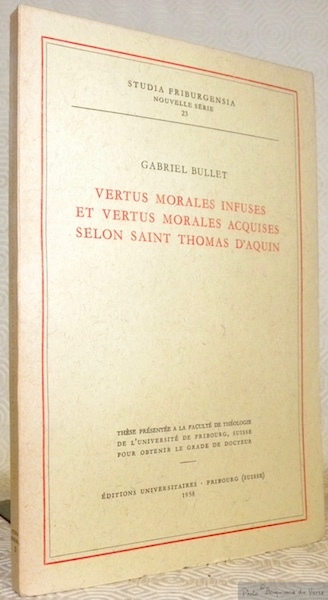 STUDIA FRIBURGENSIA
NOUVELLE SÉRIE
23
GABRIEL BULLET
VERTUS MORALES INFUSES
ET VERTUS MORALES ACQUISES
SELON SAINT THOMAS D'AQUIN
THÈSE PRÉSENTÉE A LA FACULTÉ DE THÉOLOGIE
DE L'UNIVERSITÉ DE FRIBOURG, SUISSE
POUR OBTENIR LE GRADE DE DOCTEUR
ÉDITIONS UNIVERSITAIRES · FRIBOURG (SUISSE)
1958